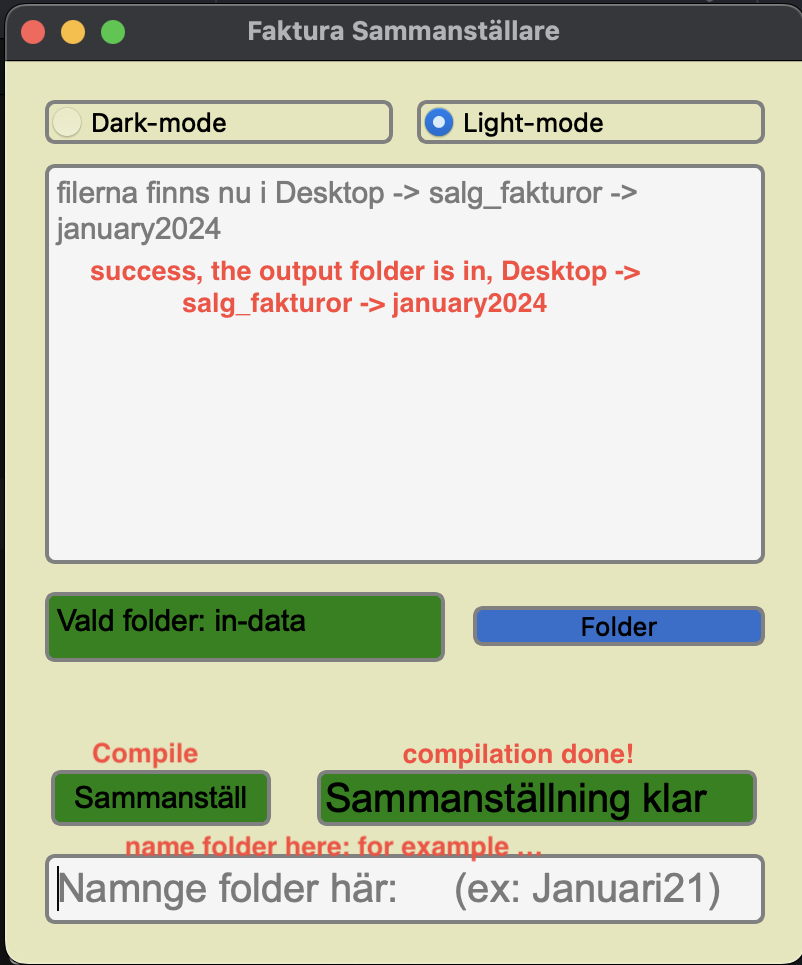 Faktura Sammanställare
Dark-mode
Light-mode
filerna finns nu i Desktop -> salg_fakturor ->
january2024
success, the output folder is in, Desktop ->
salg_fakturor -> january2024
Vald folder: in-data
Folder
Compile
compilation done!
Sammanställ
Sammanställning klar
name folder here: for example ...
Namnge folder här: (ex: Januari21)